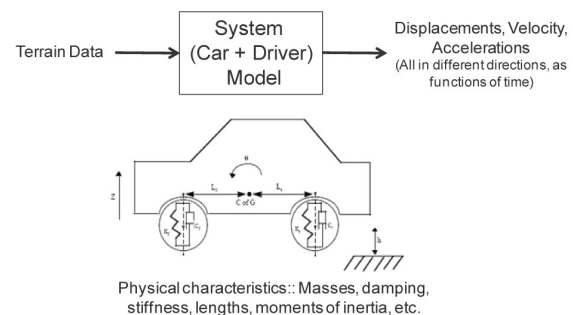 Terrain Data
System
(Car + Driver)
Model
Displacements, Velocity,
Accelerations
(All in different directions, as
functions of time)
θ
Z
C of G
h
Physical characteristics:: Masses, damping,
stiffness, lengths, moments of inertia, etc.